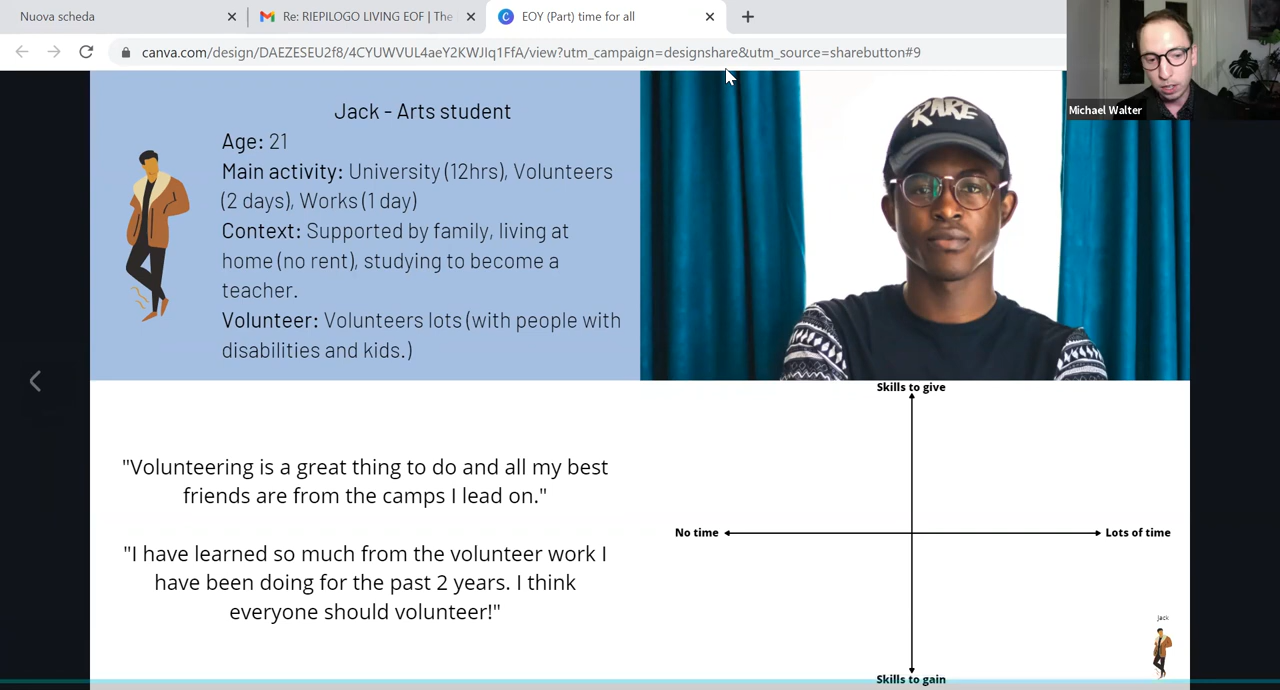 Nuova scheda
Re: RIEPILOGO LIVING EOF | The
EOY (Part) time for all
canva.com/design/DAEZESEU2f8/4CYUWVUL4aeY2KWJIq1FfA/view?utm_campaign=designshare&utm_source=sharebutton#9
Michael Walter
Jack - Arts student
Age: 21
Main activity: University (12hrs), Volunteers
(2 days), Works (1 day)
Context: Supported by family, living at
home (no rent), studying to become a
teacher.
Volunteer: Volunteers lots (with people with
disabilities and kids.)
RARE
"Volunteering is a great thing to do and all my best
friends are from the camps I lead on."
"I have learned so much from the volunteer work I
have been doing for the past 2 years. I think
everyone should volunteer!"
Skills to give
No time
Lots of time
Jack
Skills to gain